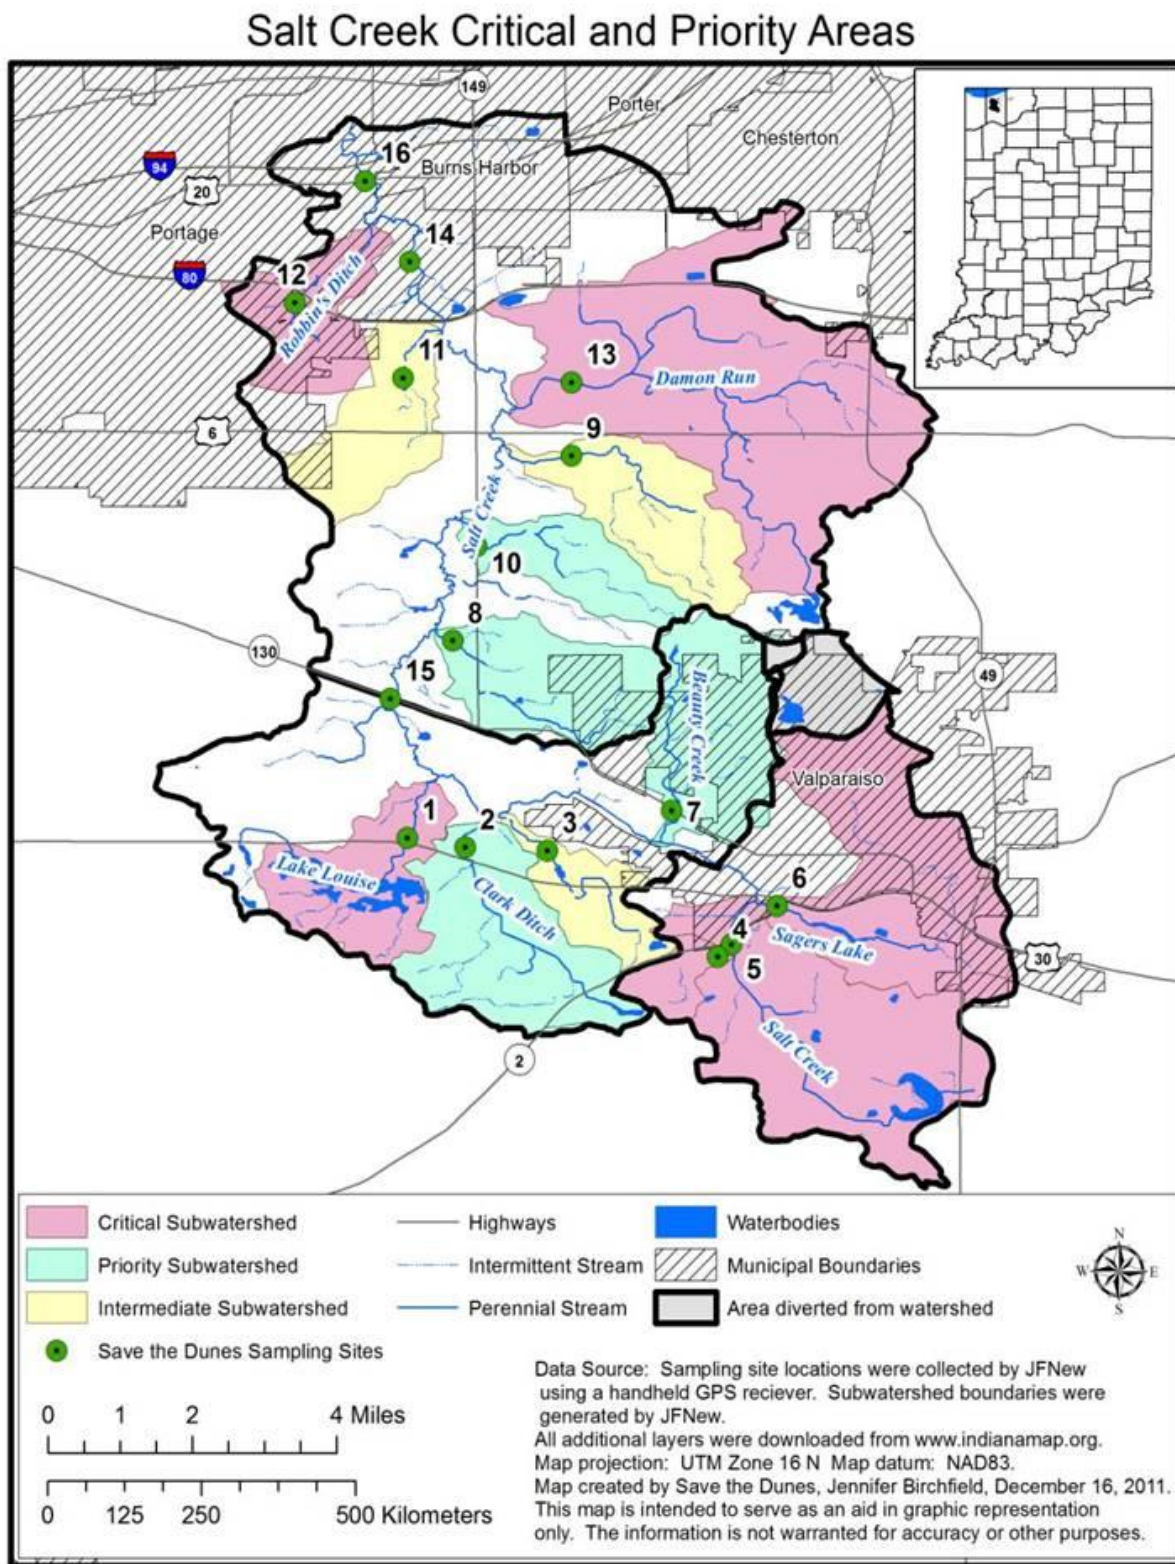 Salt Creek Critical and Priority Areas
149
Porter
Chesterton
94
20
16
Burns Harbor
Portage
14
80
12
Robbin's Ditch
11
13
Damon Run
6
9
Salt Creek
10
8
130
15
49
Beauty Creek
Valparaiso
1
2
3
7
Lake Louise
Clark Ditch
6
4
Sagers Lake
5
30
Salt Creek
2
Critical Subwatershed
Highways
Waterbodies
Priority Subwatershed
Intermittent Stream
Municipal Boundaries
Intermediate Subwatershed
Perennial Stream
Area diverted from watershed
Save the Dunes Sampling Sites
N
W
E
S
0 1 2 4 Miles
0 125 250 500 Kilometers
Data Source: Sampling site locations were collected by JFNew
using a handheld GPS reciever. Subwatershed boundaries were
generated by JFNew.
All additional layers were downloaded from www.indianamap.org.
Map projection: UTM Zone 16 N Map datum: NAD83.
Map created by Save the Dunes, Jennifer Birchfield, December 16, 2011.
This map is intended to serve as an aid in graphic representation
only. The information is not warranted for accuracy or other purposes.